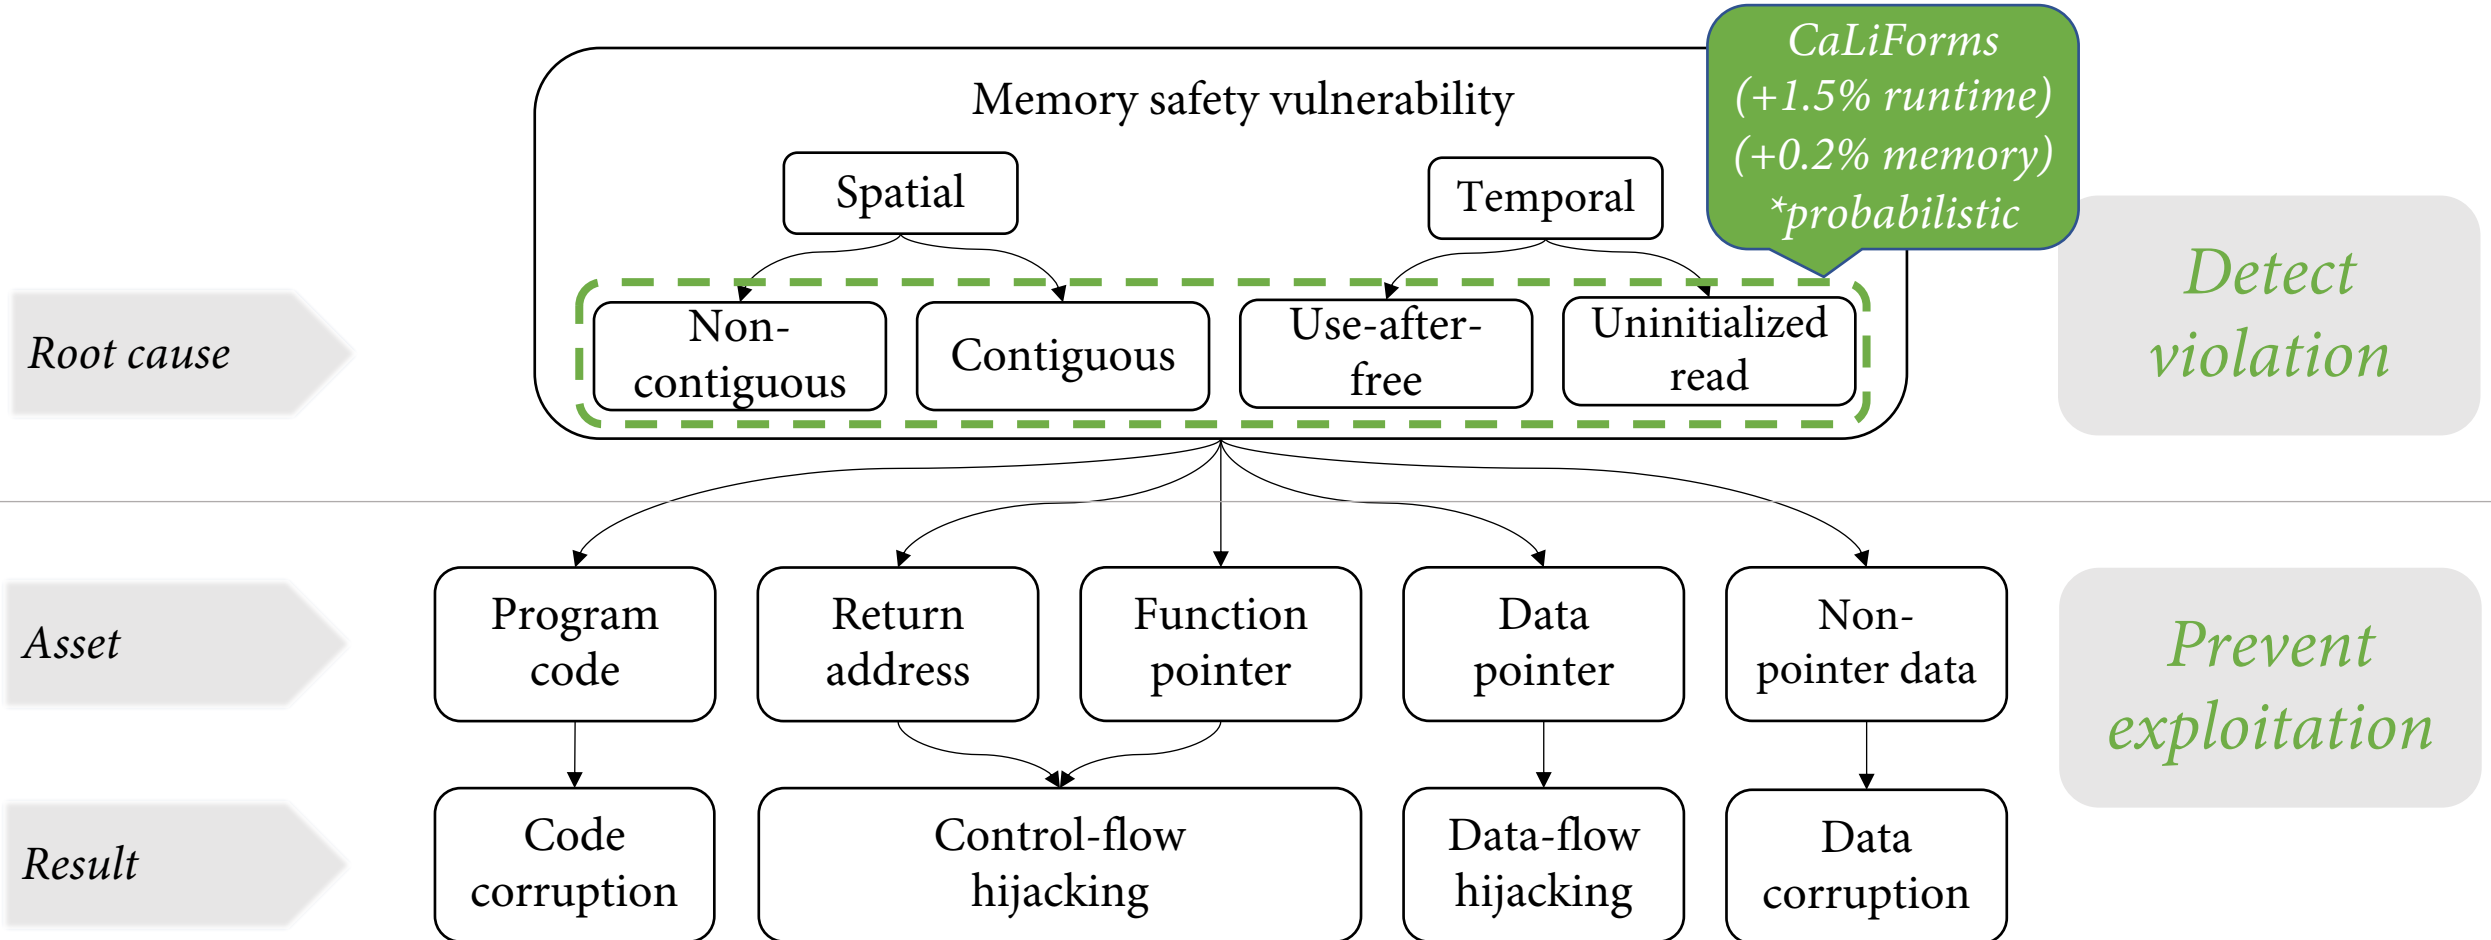 CaLiForms
(+1.5% runtime)
(+0.2% memory)
*probabilistic
Memory safety vulnerability
Spatial
Temporal
Detect
violation
Root cause
Non-
contiguous
Contiguous
Use-after-
free
Uninitialized
read
Asset
Program
code
Return
address
Function
pointer
Data
pointer
Non-
pointer data
Prevent
exploitation
Result
Code
corruption
Control-flow
hijacking
Data-flow
hijacking
Data
corruption